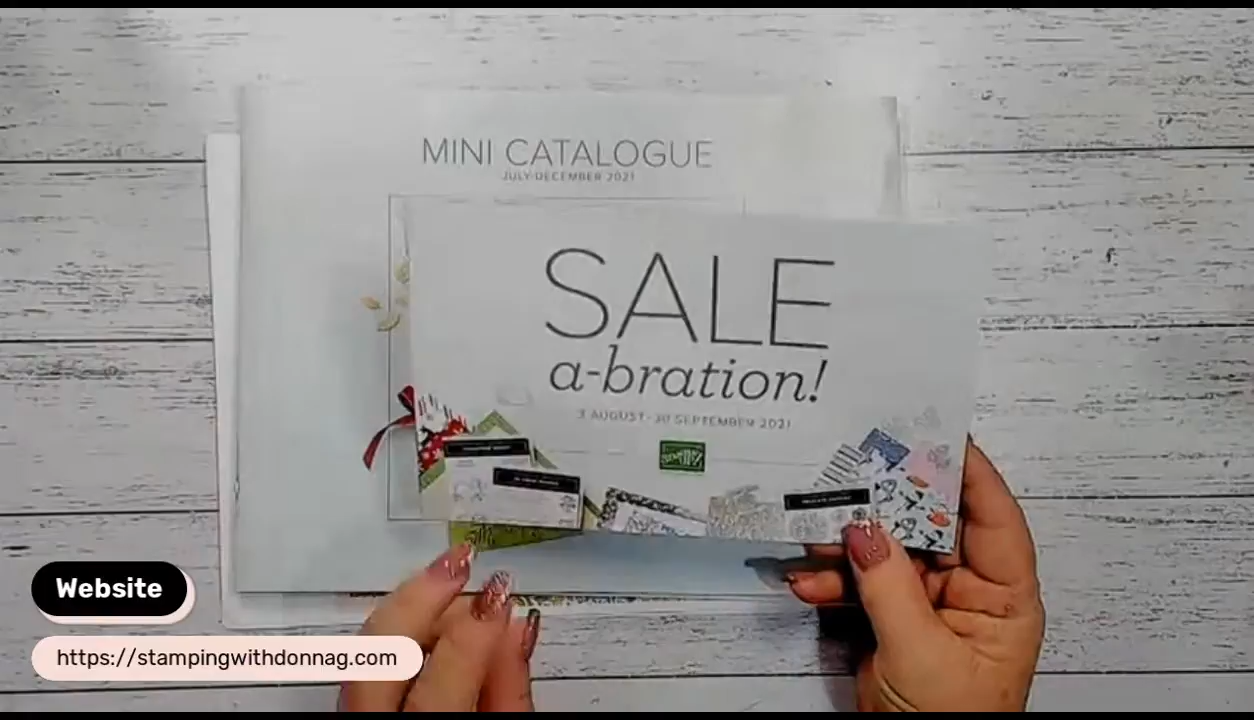 MINI CATALOGUE
JULY-DECEMBER 2021
SALE
a-bration!
3 AUGUST - 30 SEPTEMBER 2021
Website
https://stampingwithdonnag.com